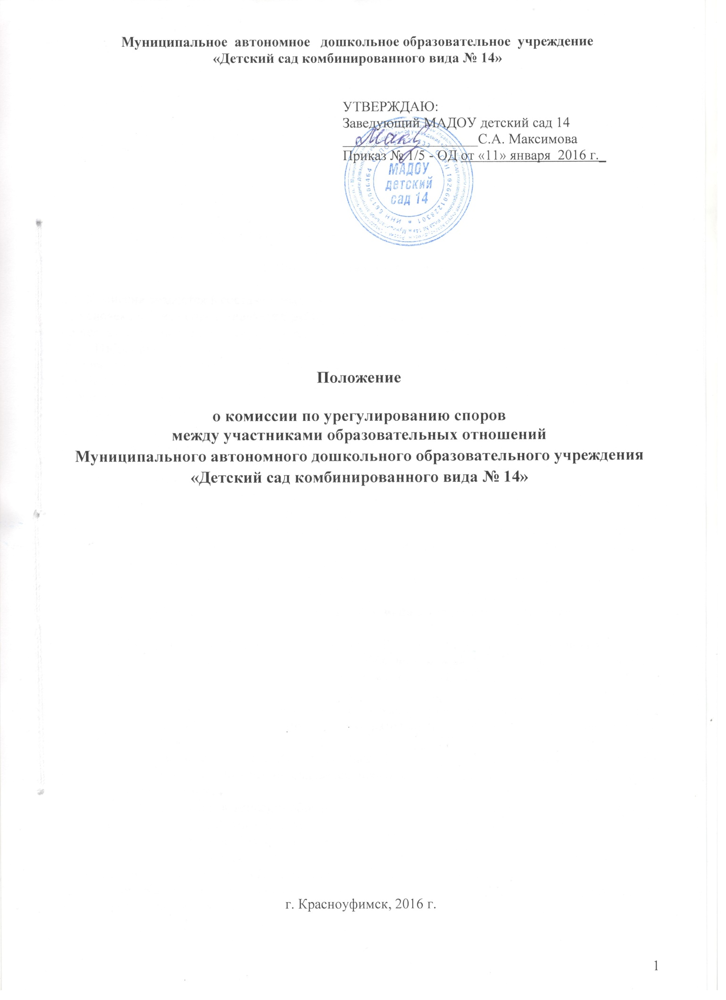 Муниципальное автономное дошкольное образовательное учреждение
«Детский сад комбинированного вида № 14»
УТВЕРЖДАЮ:
Заведующий МАДОУ детский сад 14
___________________С.А. Максимова
Приказ № 1/5 - ОД от «11» января 2016 г._
МАДОУ
детский
сад 14
Положение
о комиссии по урегулированию споров
между участниками образовательных отношений
Муниципального автономного дошкольного образовательного учреждения
«Детский сад комбинированного вида № 14»
г. Красноуфимск, 2016 г.
1